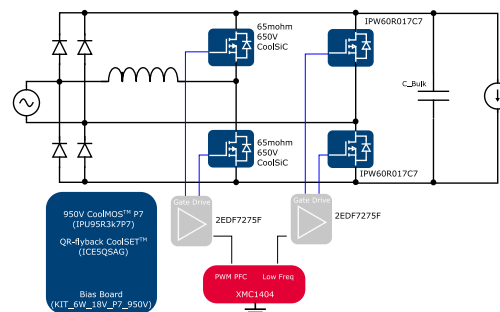 65mohm
650V
CoolSiC
IPW60R017C7
C_Bulk
65mohm
650V
CoolSiC
IPW60R017C7
Gate Drive
2EDF7275F
Gate Drive
2EDF7275F
950V CoolMOS™ P7
(IPU95R3k7P7)
QR-flyback CoolSET™
(ICE5QSAG)
Bias Board
(KIT_6W_18V_P7_950V)
PWM PFC
Low Freq
XMC1404